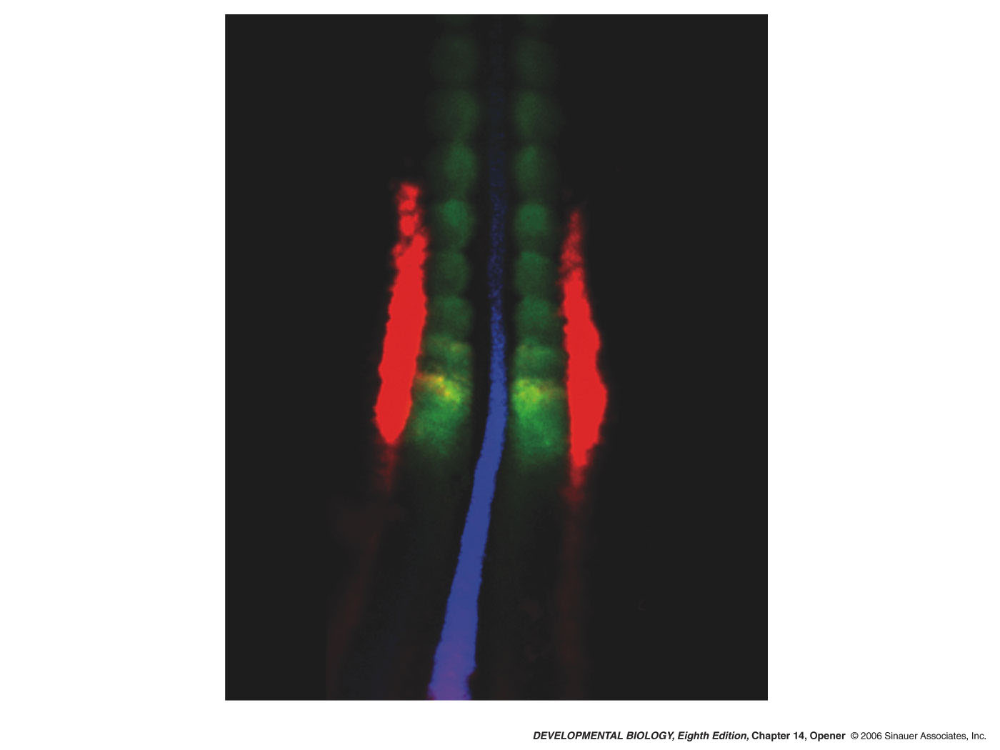 DEVELOPMENTAL BIOLOGY, Eighth Edition, Chapter 14, Opener © 2006 Sinauer Associates, Inc.